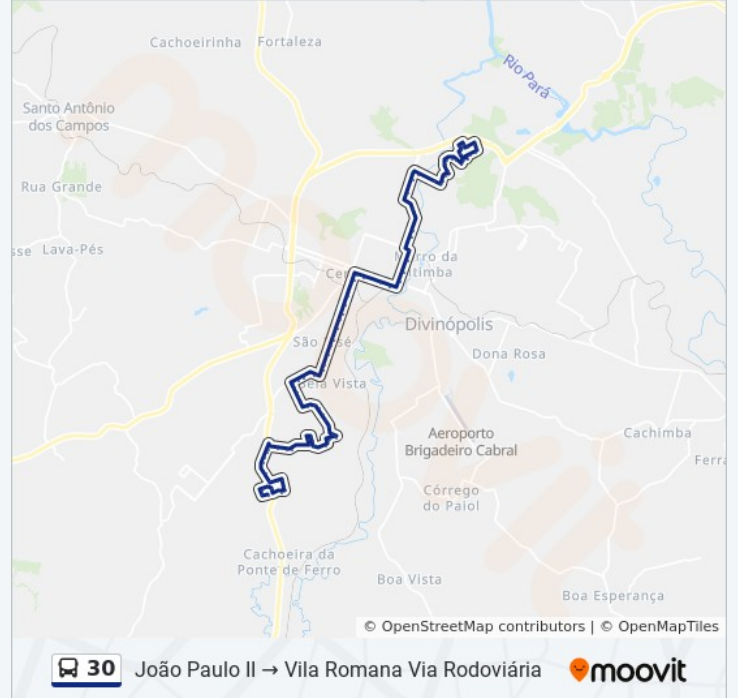 Cachoeirinha Fortaleza
Rio Pará
Santo Antônio
dos Campos
Rua Grande
sse Lava-Pés
Morro da
Cen
itimba
Divinópolis
São José
Dona Rosa
Bela Vista
Aeroporto
Brigadeiro Cabral
Cachimba
Ferra
Córrego
do Paiol
Cachoeira da
Ponte de Ferro
Boa Vista
Boa Esperança
© OpenStreetMap contributors | © OpenMapTiles
30 João Paulo II → Vila Romana Via Rodoviária
moovit